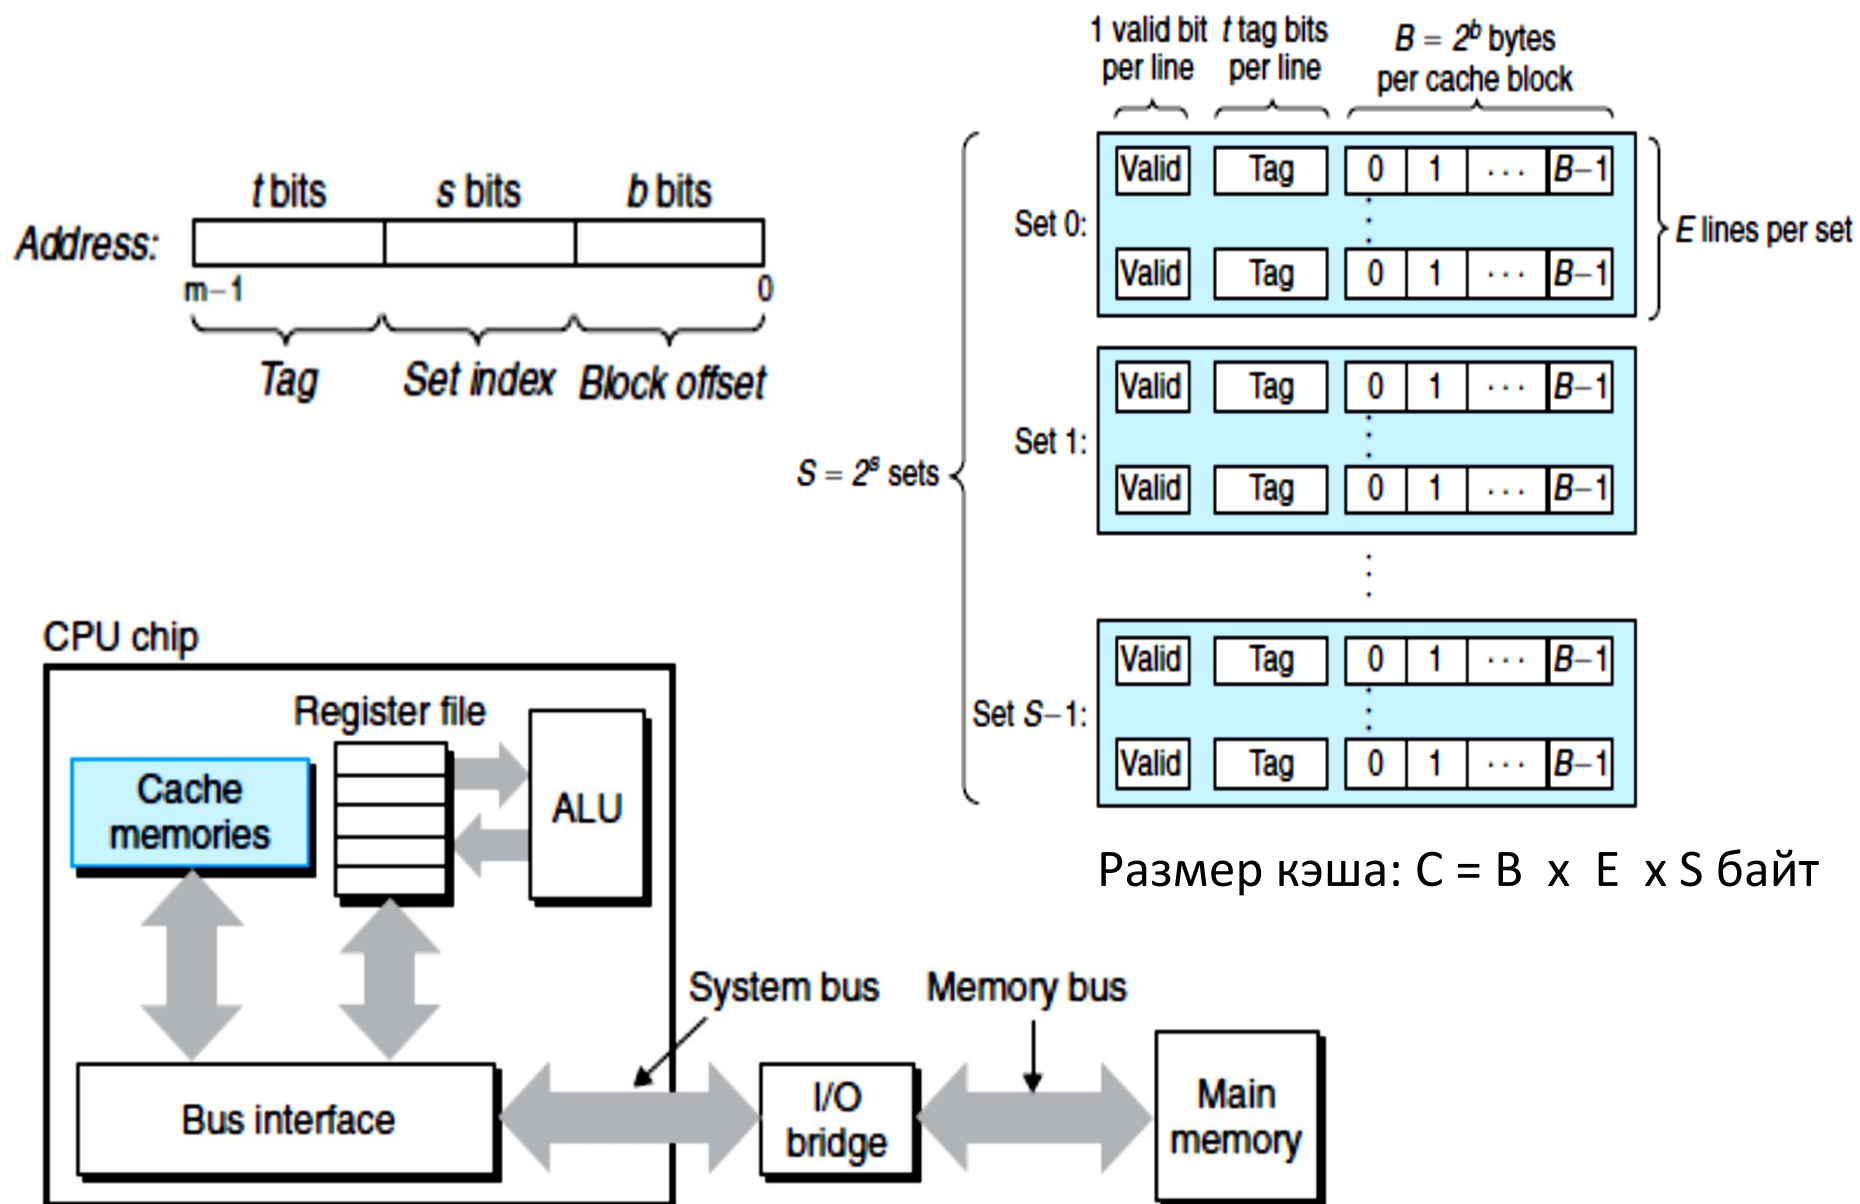 t bits s bits b bits
Address:
m−1 0
Tag Set index Block offset
1 valid bit
per line
t tag bits
per line
B = 2^b bytes
per cache block
Set 0:
Valid Tag 0 1 ··· B−1
Valid Tag 0 1 ··· B−1
E lines per set
Set 1:
Valid Tag 0 1 ··· B−1
Valid Tag 0 1 ··· B−1
S = 2^s sets
Set S−1:
Valid Tag 0 1 ··· B−1
Valid Tag 0 1 ··· B−1
Размер кэша: C = B x E x S байт
CPU chip
Register file
Cache
memories
ALU
System bus
Memory bus
Bus interface
I/O
bridge
Main
memory